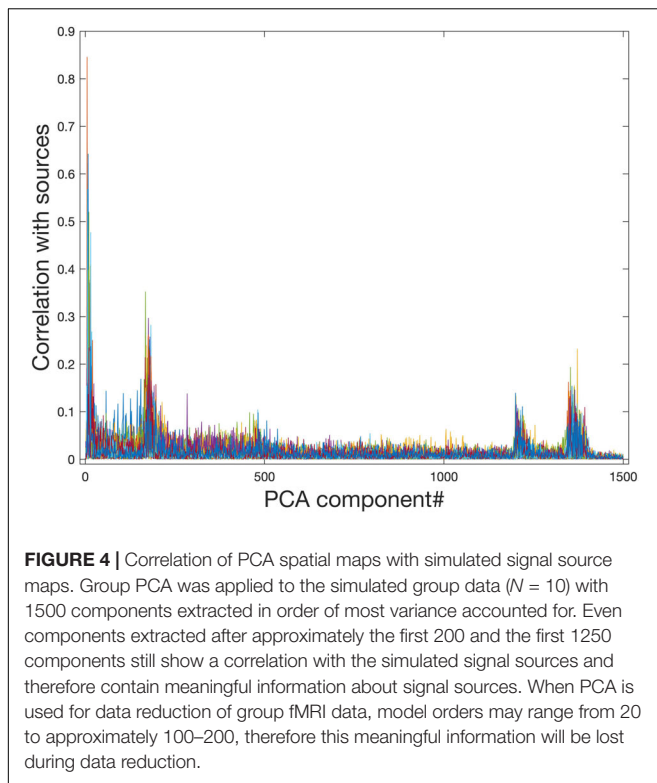 0.9
0.8
0.7
0.6
0.5
0.4
0.3
0.2
0.1
0
Correlation with sources
0
500
1000
1500
PCA component#
FIGURE 4 | Correlation of PCA spatial maps with simulated signal source
maps. Group PCA was applied to the simulated group data (N = 10) with
1500 components extracted in order of most variance accounted for. Even
components extracted after approximately the first 200 and the first 1250
components still show a correlation with the simulated signal sources and
therefore contain meaningful information about signal sources. When PCA is
used for data reduction of group fMRI data, model orders may range from 20
to approximately 100–200, therefore this meaningful information will be lost
during data reduction.